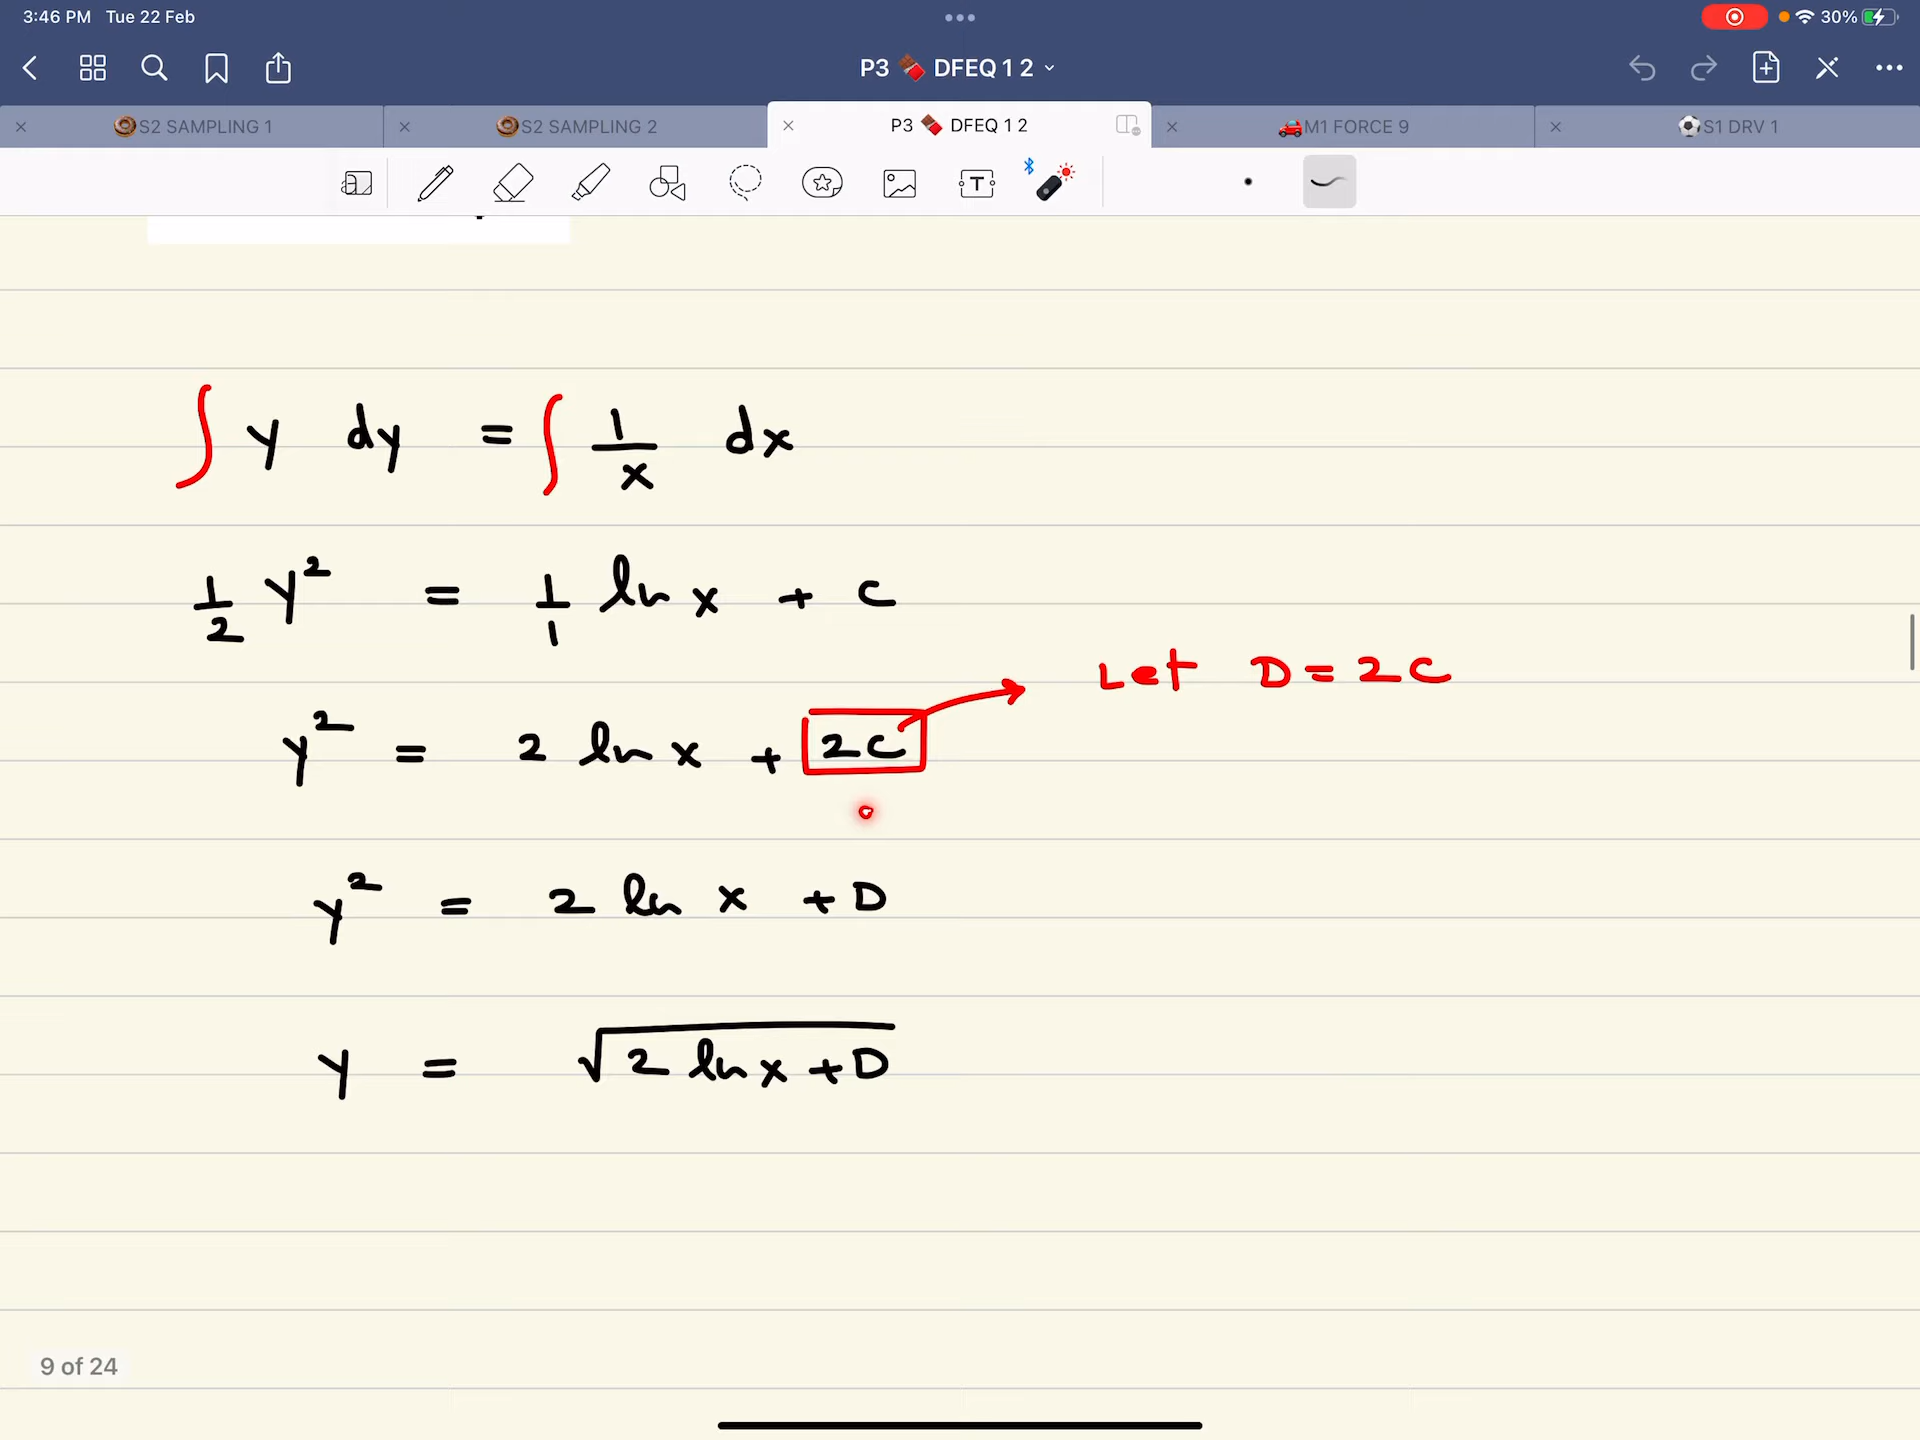 3:46 PM Tue 22 Feb
30%
P3 🍫 DFEQ 1 2
S2 SAMPLING 1
S2 SAMPLING 2
P3 🍫 DFEQ 1 2
M1 FORCE 9
S1 DRV 1
∫ y dy = ∫ 1/x dx
1/2 y² = 1/1 ln x + c
Let D = 2C
y² = 2 ln x + 2C
y² = 2 ln x + D
y = √(2 ln x + D)
9 of 24